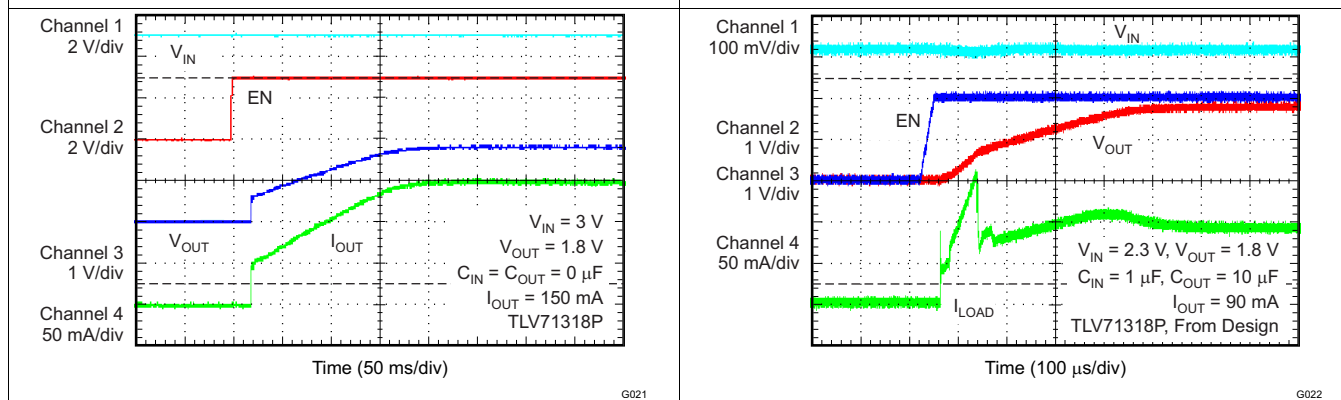 Channel 1
2 V/div
V_IN
EN
Channel 2
2 V/div
V_OUT
I_OUT
Channel 3
1 V/div
Channel 4
50 mA/div
V_IN = 3 V
V_OUT = 1.8 V
C_IN = C_OUT = 0 μF
I_OUT = 150 mA
TLV71318P
Time (50 ms/div)
G021
Channel 1
100 mV/div
V_IN
EN
Channel 2
1 V/div
V_OUT
Channel 3
1 V/div
Channel 4
50 mA/div
I_LOAD
V_IN = 2.3 V, V_OUT = 1.8 V
C_IN = 1 μF, C_OUT = 10 μF
I_OUT = 90 mA
TLV71318P, From Design
Time (100 μs/div)
G022